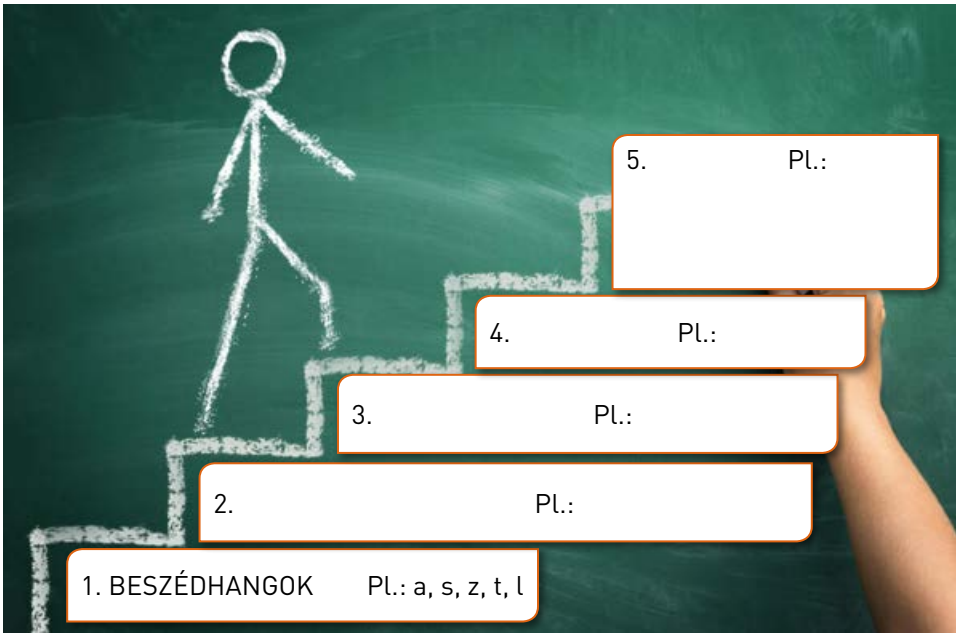 5. Pl.:
4. Pl.:
3. Pl.:
2. Pl.:
1. BESZÉDHANGOK Pl.: a, s, z, t, l